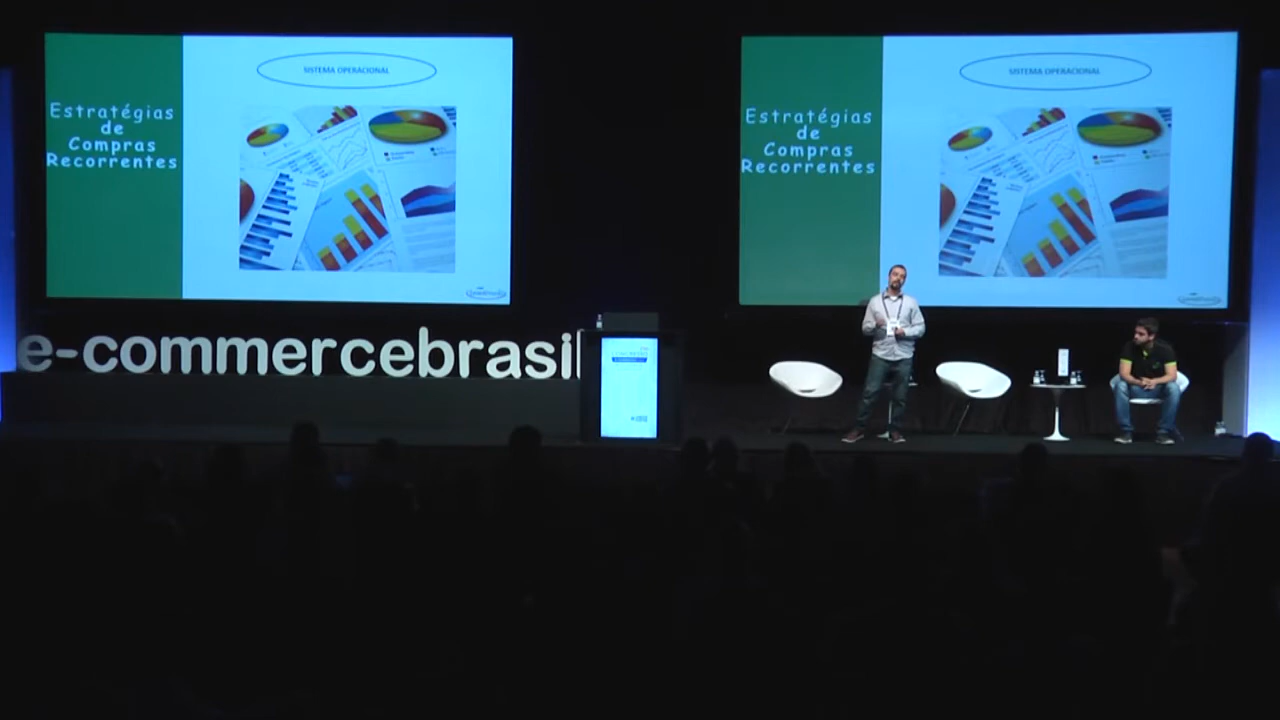 SISTEMA OPERACIONAL
Estratégias
de
Compras
Recorrentes
SISTEMA OPERACIONAL
Estratégias
de
Compras
Recorrentes
e-commercebrasil